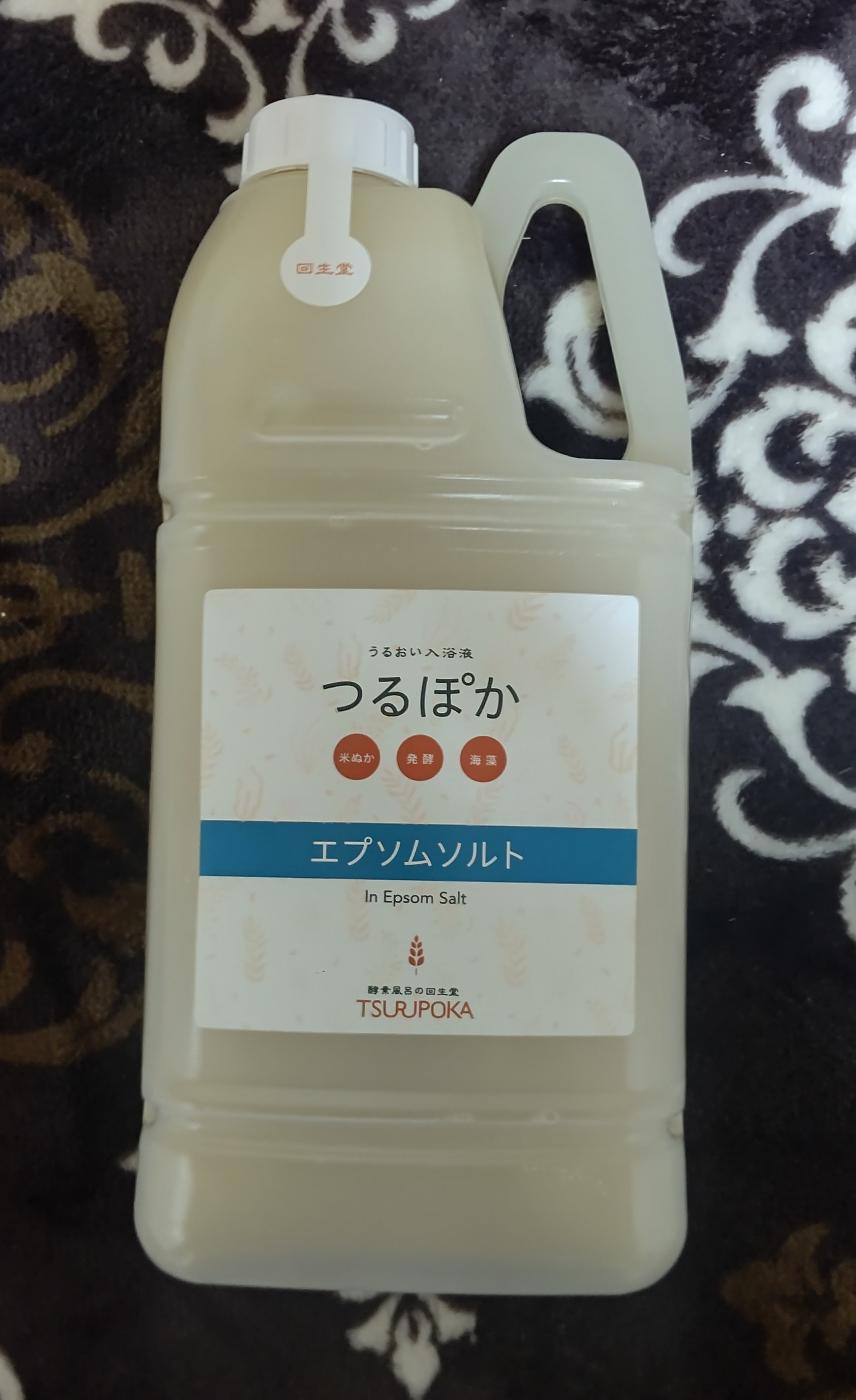 回生堂
うるおい入浴液
つるぽか
米ぬか 発酵 海藻
エプソムソルト
In Epsom Salt
酵素風呂の回生堂
TSURUPOKA